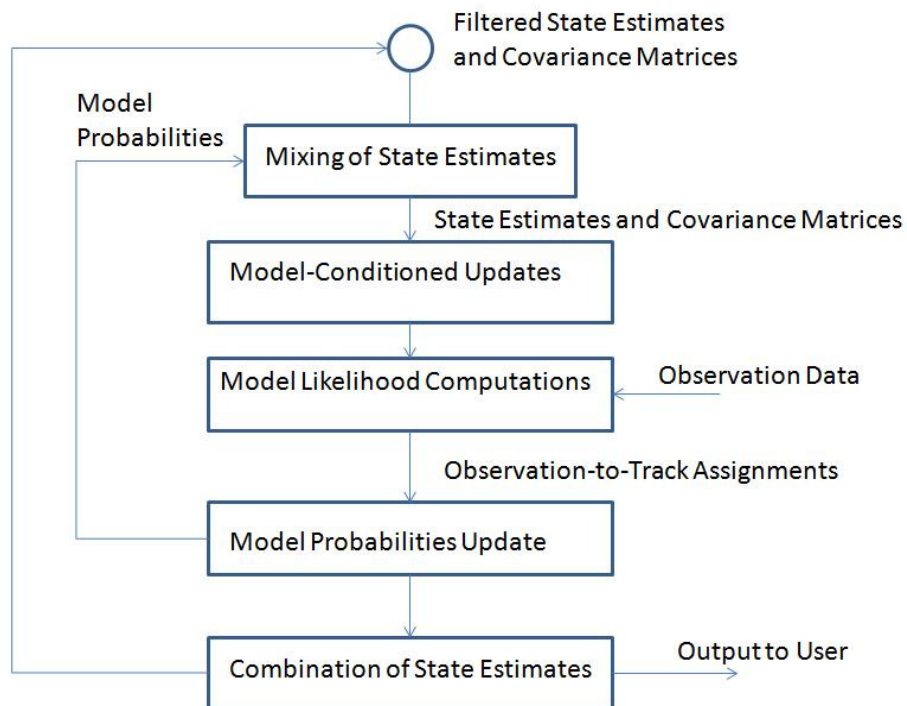 Filtered State Estimates
and Covariance Matrices
Model
Probabilities
Mixing of State Estimates
State Estimates and Covariance Matrices
Model-Conditioned Updates
Model Likelihood Computations
Observation Data
Observation-to-Track Assignments
Model Probabilities Update
Combination of State Estimates
Output to User